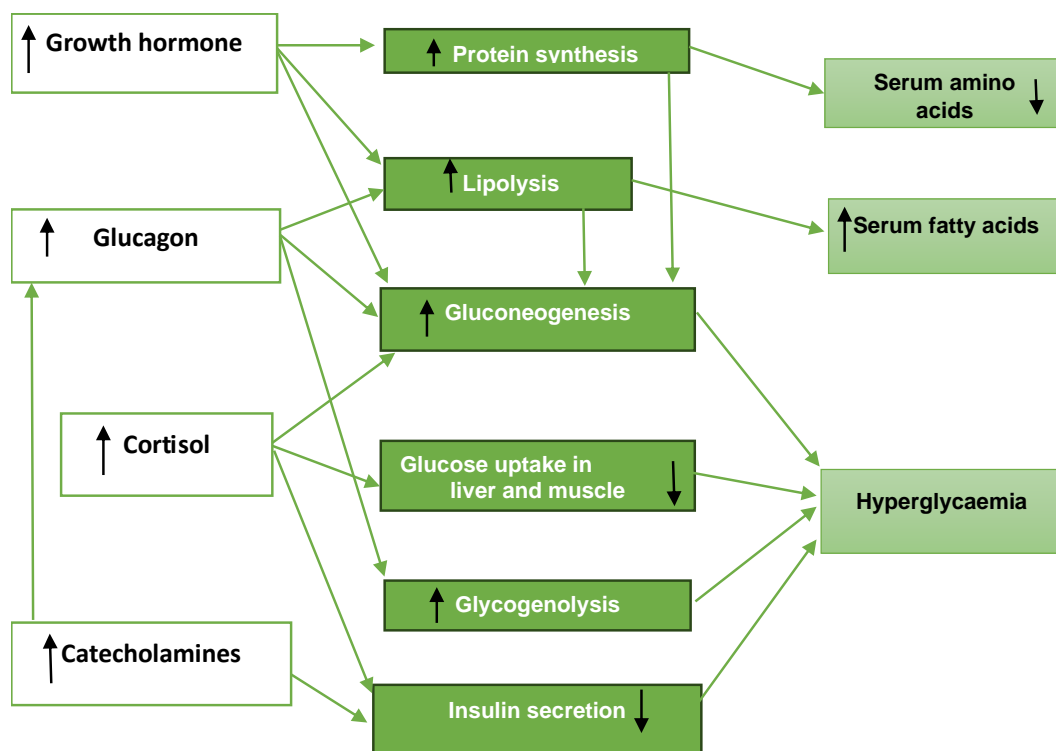 Growth hormone
Protein synthesis
Serum amino
acids
Lipolysis
Glucagon
Serum fatty acids
Gluconeogenesis
Cortisol
Glucose uptake in
liver and muscle
Hyperglycaemia
Glycogenolysis
Catecholamines
Insulin secretion